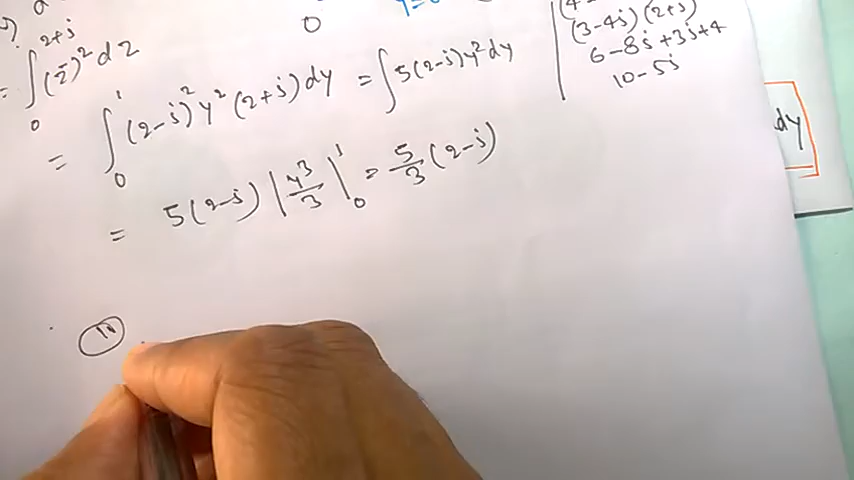 = ∫₀^{2+i} (z̄)² dz
0
= ∫₀¹ (2-i)² y² (2+i) dy = ∫ 5(2-i) y² dy
(3-4i)(2+i)
6-8i+3i+4
10-5i
dy
= 5(2-i) | y³/3 |₀¹ = 5/3 (2-i)